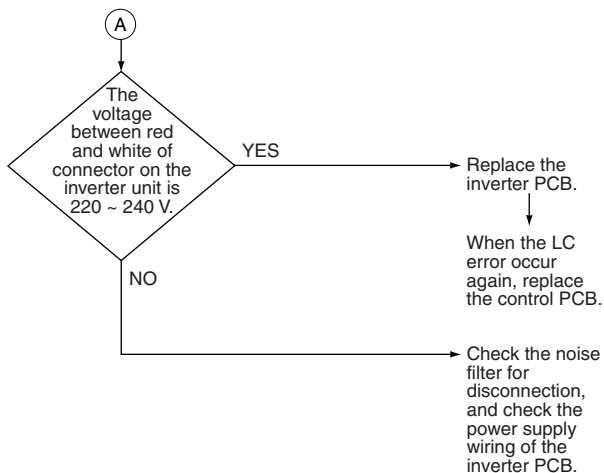 A
The
voltage
between red
and white of
connector on the
inverter unit is
220 ~ 240 V.
YES
Replace the
inverter PCB.
When the LC
error occur
again, replace
the control PCB.
NO
Check the noise
filter for
disconnection,
and check the
power supply
wiring of the
inverter PCB.